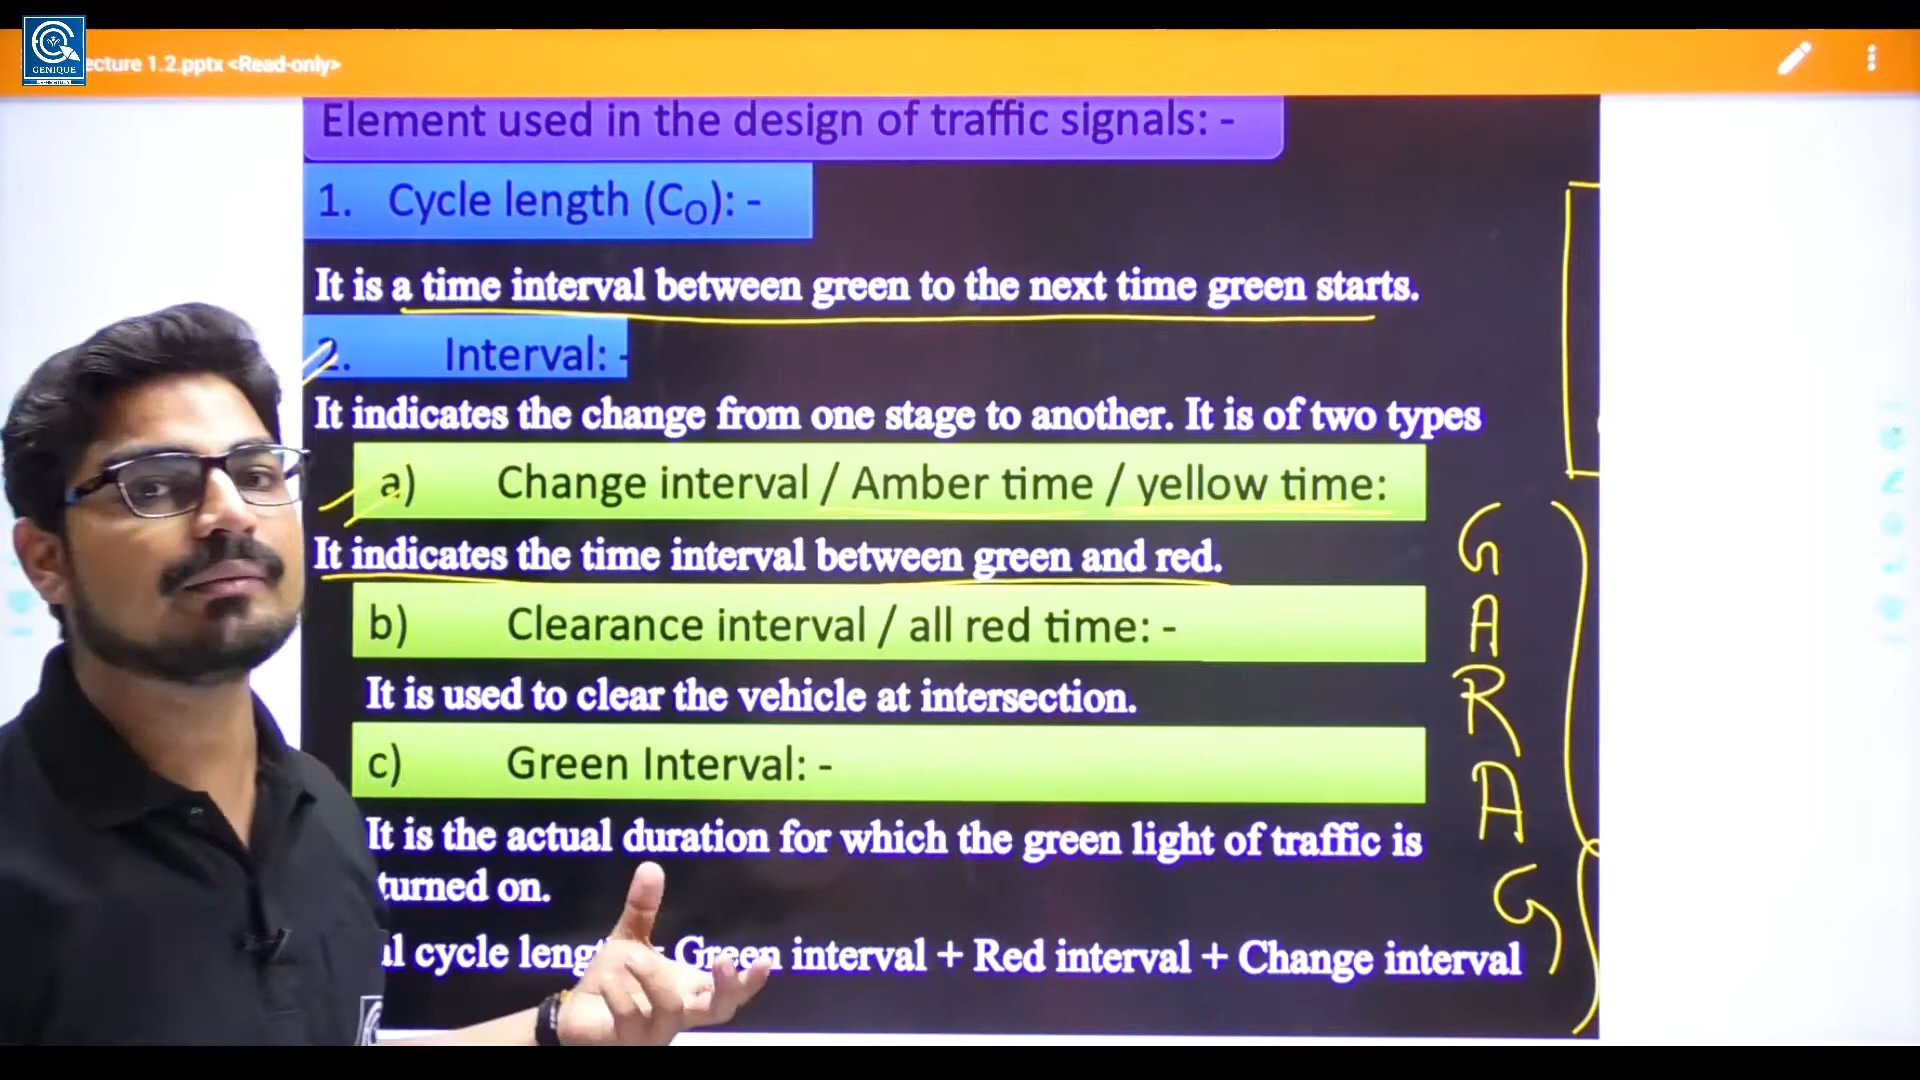 GENIQUE
ecture 1.2.pptx <Read-only>
Element used in the design of traffic signals: -
1. Cycle length (CO): -
It is a time interval between green to the next time green starts.
2. Interval: -
It indicates the change from one stage to another. It is of two types
a) Change interval / Amber time / yellow time:
It indicates the time interval between green and red.
b) Clearance interval / all red time: -
It is used to clear the vehicle at intersection.
c) Green Interval: -
It is the actual duration for which the green light of traffic is
turned on.
al cycle leng Green interval + Red interval + Change interval
G
A
R
A
G